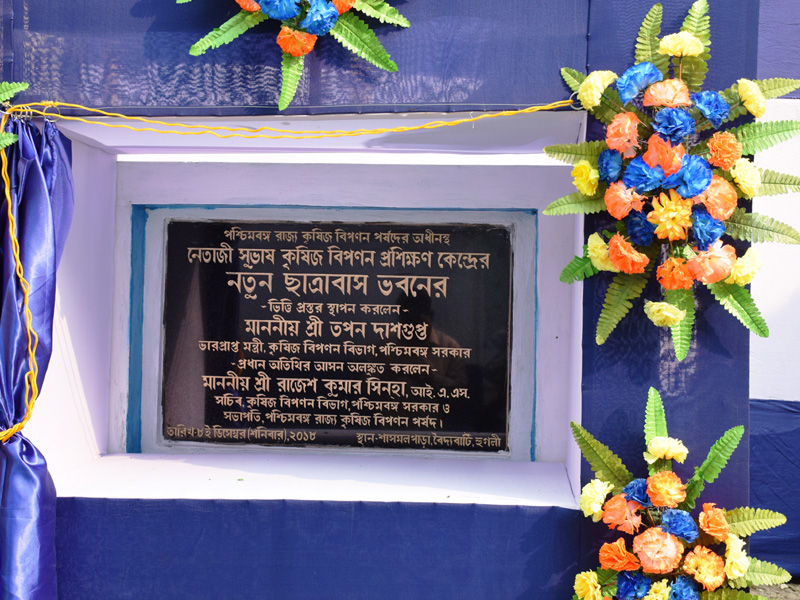 পশ্চিমবঙ্গ রাজ্য কৃষিজ বিপণন পর্ষদের অধীনস্থ
নেতাজী সুভাষ কৃষিজ বিপণন প্রশিক্ষণ কেন্দ্রের
নতুন ছাত্রাবাস ভবনের
- ভিত্তি প্রস্তর স্থাপন করলেন -
মাননীয় শ্রী তপন দাশগুপ্ত
ভারপ্রাপ্ত মন্ত্রী, কৃষিজ বিপণন বিভাগ, পশ্চিমবঙ্গ সরকার
- প্রধান অতিথির আসন অলঙ্কৃত করলেন -
মাননীয় শ্রী রাজেশ কুমার সিনহা, আই.এ.এস.
সচিব, কৃষিজ বিপণন বিভাগ, পশ্চিমবঙ্গ সরকার ও
সভাপতি, পশ্চিমবঙ্গ রাজ্য কৃষিজ বিপণন পর্ষদ।
তারিখ-৮ই ডিসেম্বর (শনিবার), ২০১৮ স্থান-শাসমলপাড়া, বৈদ্যবাটি, হুগলী